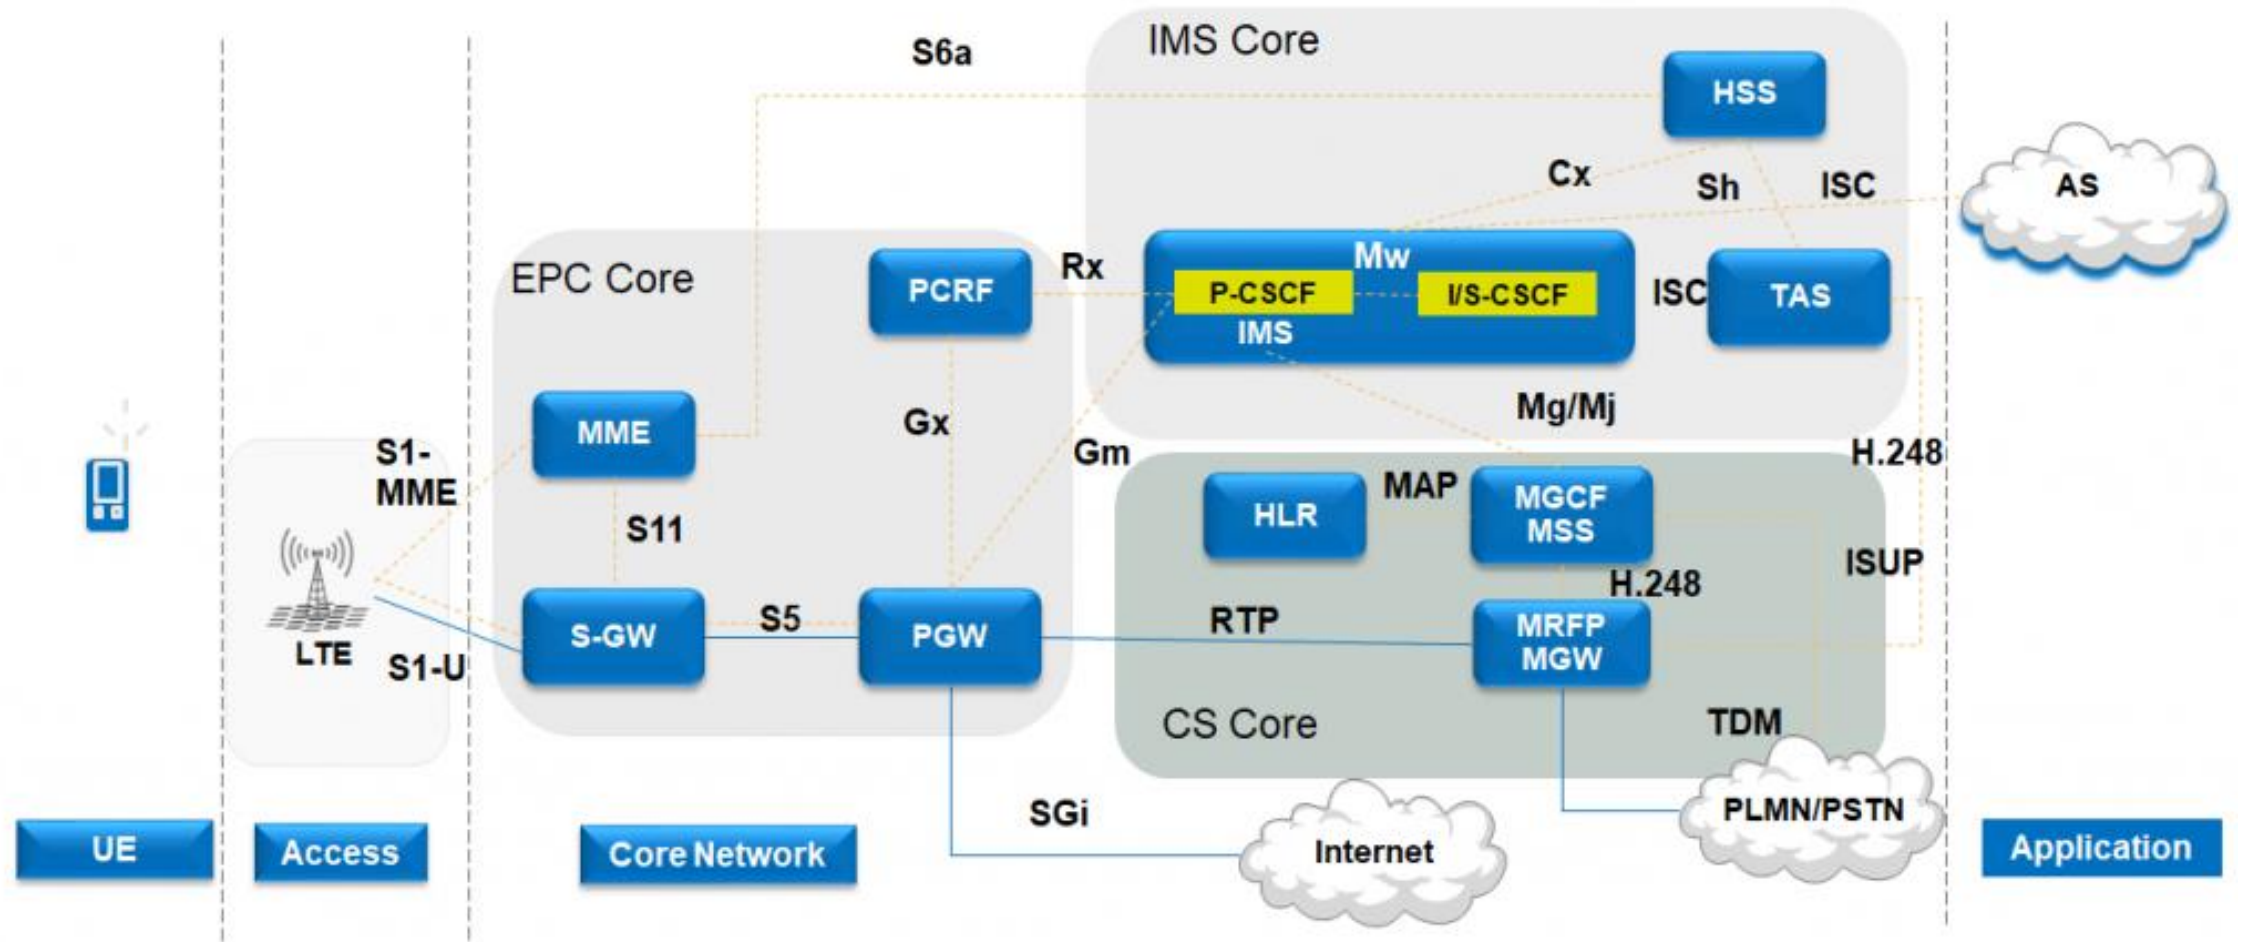 IMS Core
S6a
HSS
Cx
Sh
ISC
AS
EPC Core
PCRF
Rx
Mw
P-CSCF
I/S-CSCF
IMS
ISC
TAS
MME
Gx
Gm
Mg/Mj
H.248
S1-
MME
S11
HLR
MAP
MGCF
MSS
H.248
ISUP
LTE
S1-U
S-GW
S5
PGW
RTP
MRFP
MGW
CS Core
TDM
SGi
Internet
PLMN/PSTN
UE
Access
Core Network
Application